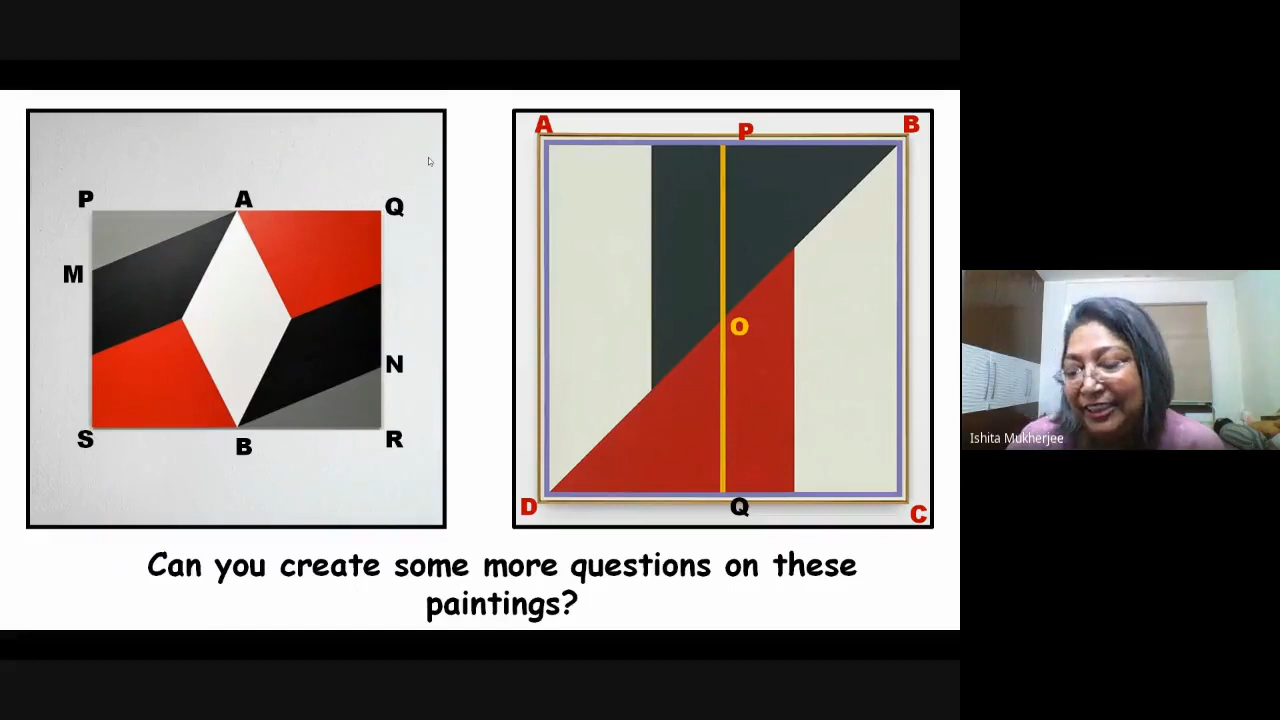 P A Q
M
N
S B R
A P B
O
D Q C
Can you create some more questions on these
paintings?
Ishita Mukherjee